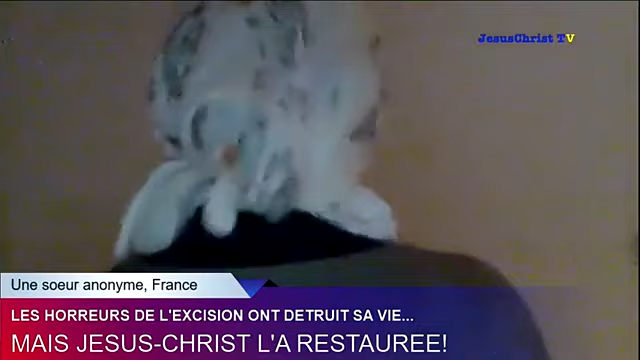 JesusChrist TV
Une soeur anonyme, France
LES HORREURS DE L'EXCISION ONT DETRUIT SA VIE...
MAIS JESUS-CHRIST L'A RESTAUREE!